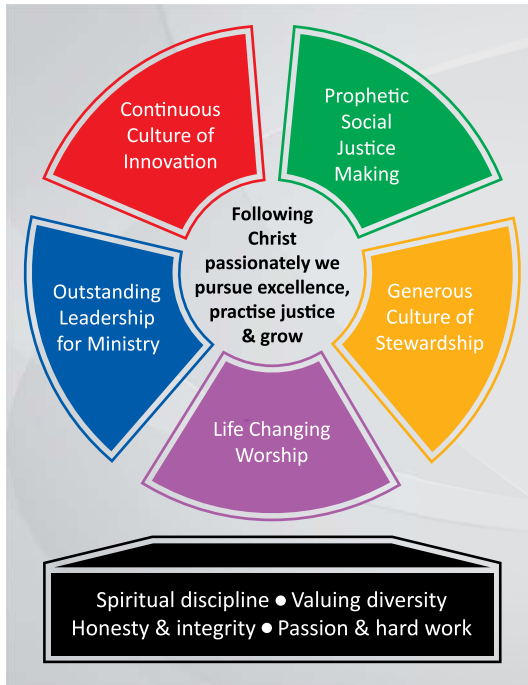 Continuous
Culture of
Innovation
Prophetic
Social
Justice
Making
Following
Christ
passionately we
pursue excellence,
practise justice
& grow
Outstanding
Leadership
for Ministry
Generous
Culture of
Stewardship
Life Changing
Worship
Spiritual discipline ● Valuing diversity
Honesty & integrity ● Passion & hard work